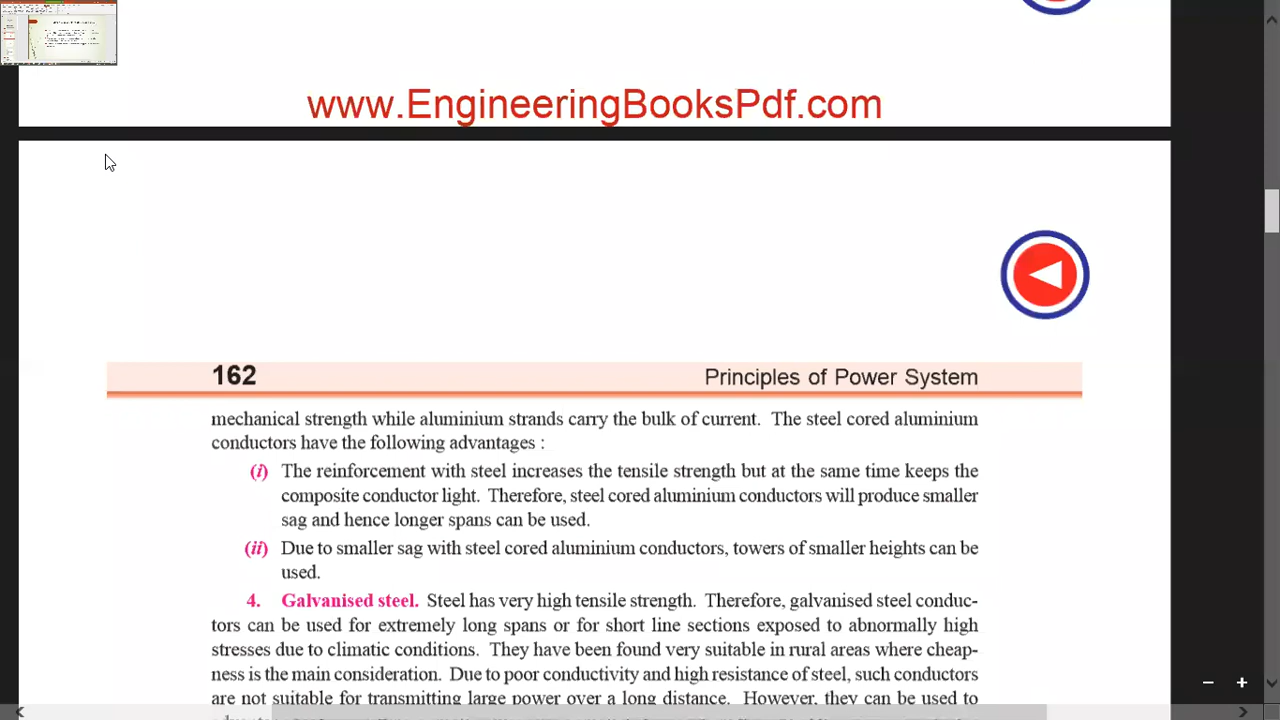 www.EngineeringBooksPdf.com
162
Principles of Power System
mechanical strength while aluminium strands carry the bulk of current. The steel cored aluminium
conductors have the following advantages :
(i) The reinforcement with steel increases the tensile strength but at the same time keeps the
composite conductor light. Therefore, steel cored aluminium conductors will produce smaller
sag and hence longer spans can be used.
(ii) Due to smaller sag with steel cored aluminium conductors, towers of smaller heights can be
used.
4. Galvanised steel. Steel has very high tensile strength. Therefore, galvanised steel conduc-
tors can be used for extremely long spans or for short line sections exposed to abnormally high
stresses due to climatic conditions. They have been found very suitable in rural areas where cheap-
ness is the main consideration. Due to poor conductivity and high resistance of steel, such conductors
are not suitable for transmitting large power over a long distance. However, they can be used to